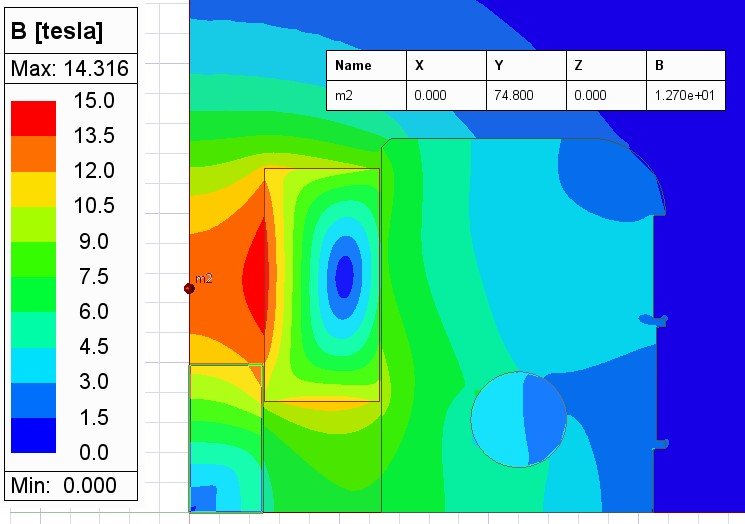 B [tesla]
Max: 14.316
15.0
13.5
12.0
10.5
9.0
7.5
6.0
4.5
3.0
1.5
0.0
Min: 0.000
Name X Y Z B
m2 0.000 74.800 0.000 1.270e+01
m2